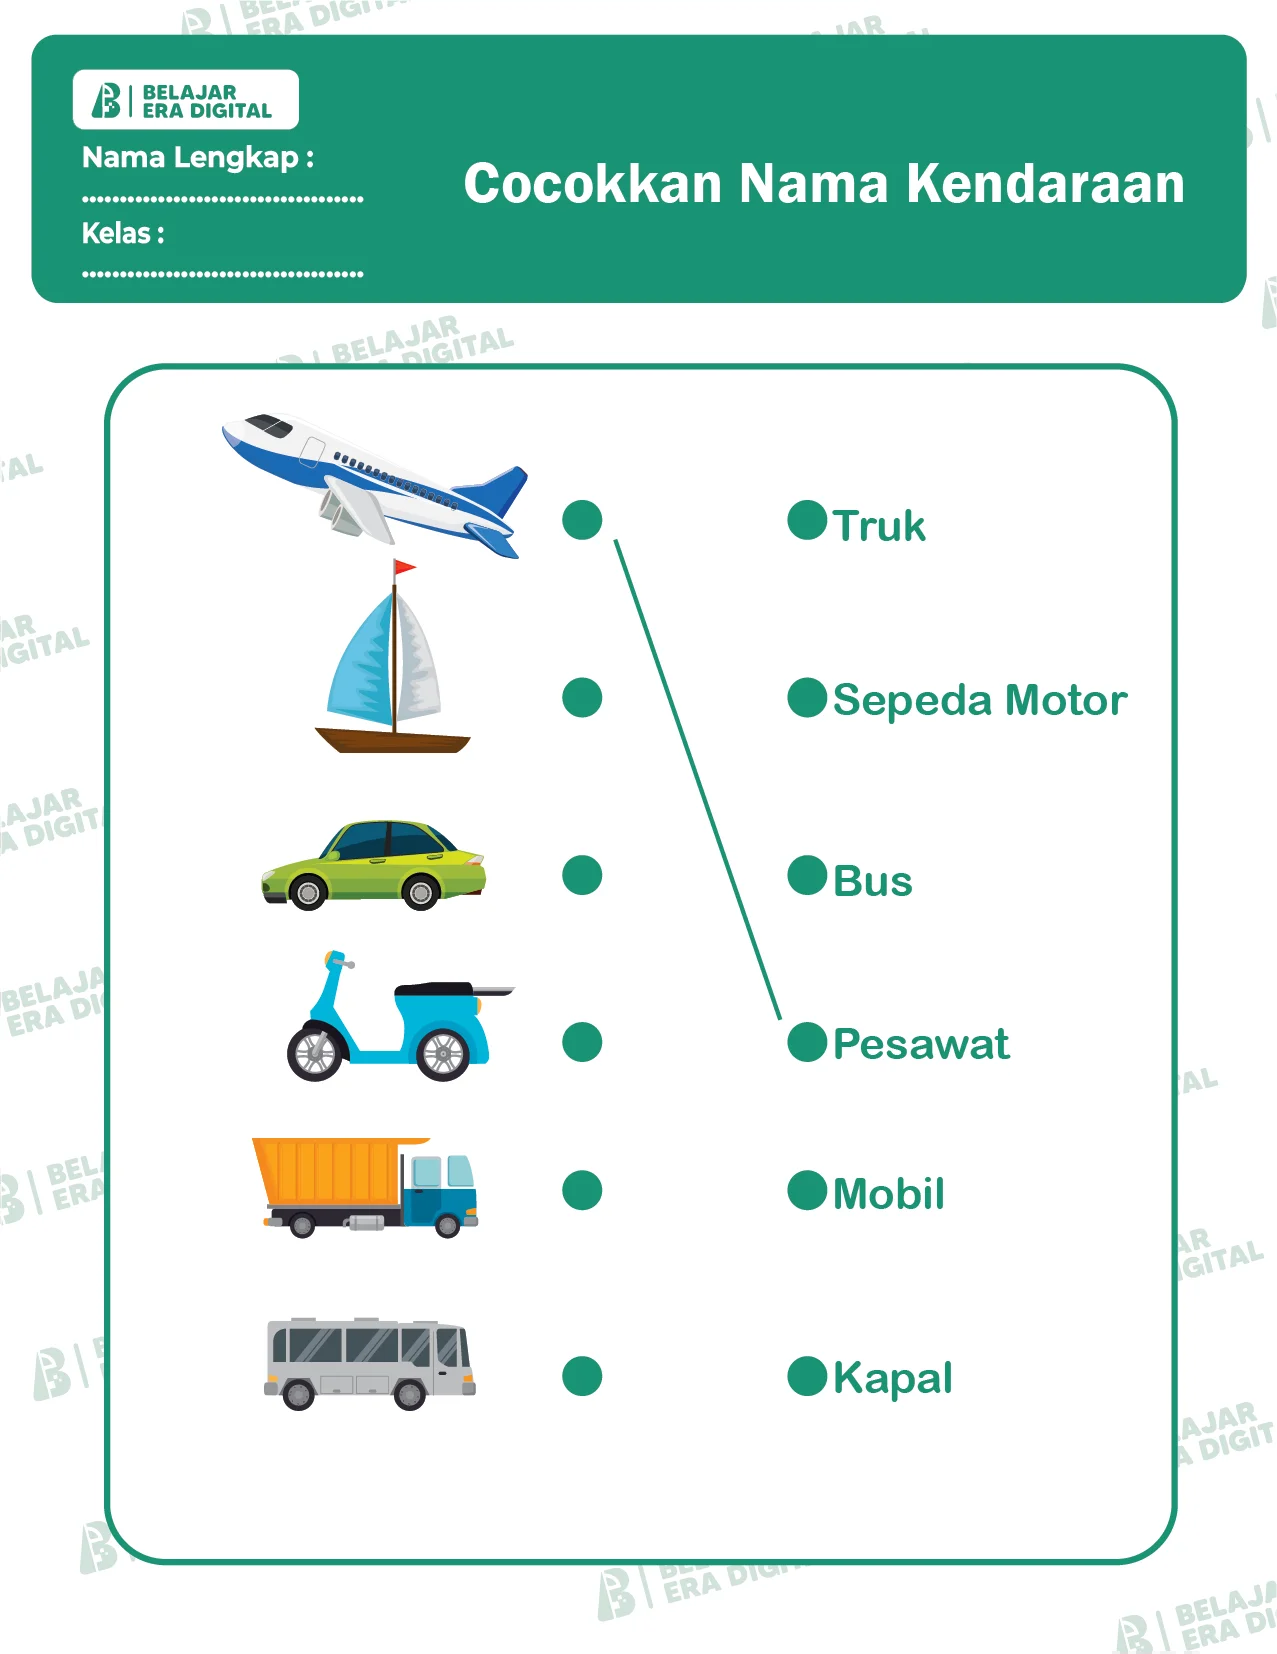 BELAJAR
ERA DIGITAL
Nama Lengkap :
.....................................
Kelas :
.....................................
Cocokkan Nama Kendaraan
Truk
Sepeda Motor
Bus
Pesawat
Mobil
Kapal